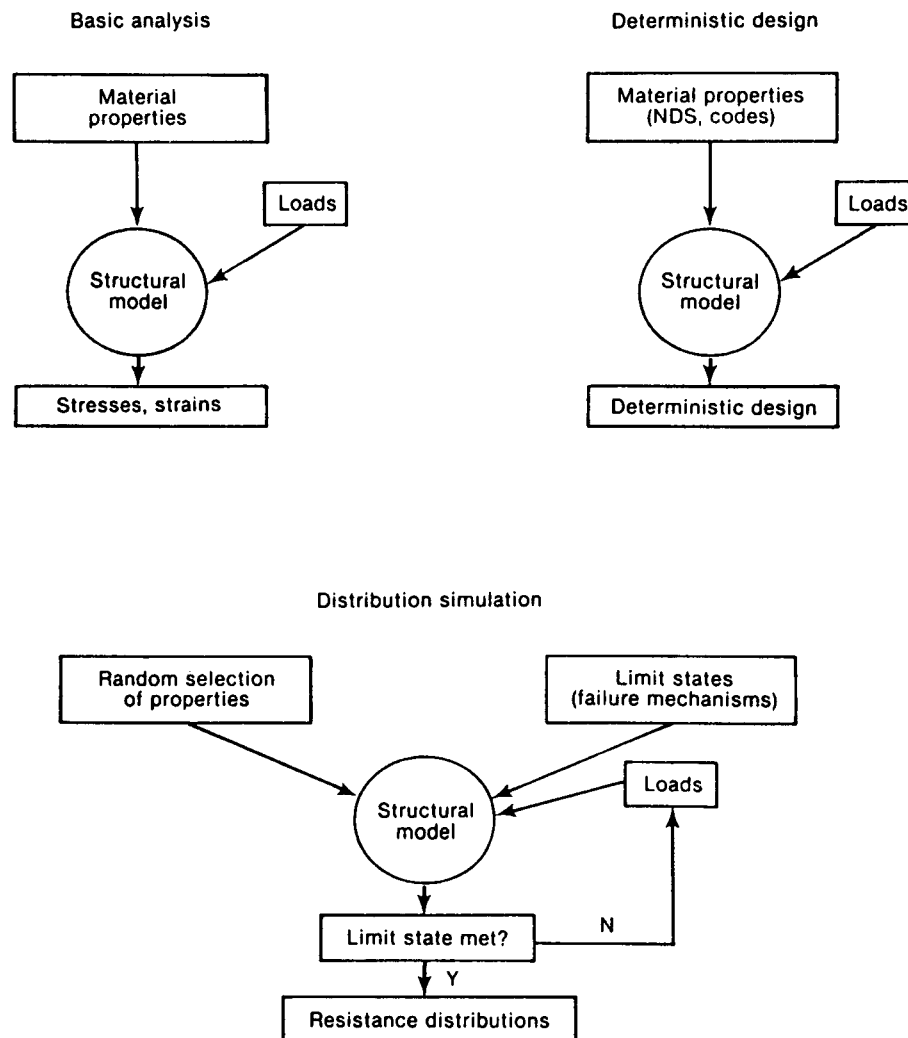 Basic analysis
Material
properties
Loads
Structural
model
Stresses, strains
Deterministic design
Material properties
(NDS, codes)
Loads
Structural
model
Deterministic design
Distribution simulation
Random selection
of properties
Limit states
(failure mechanisms)
Loads
Structural
model
Limit state met?
N
Y
Resistance distributions